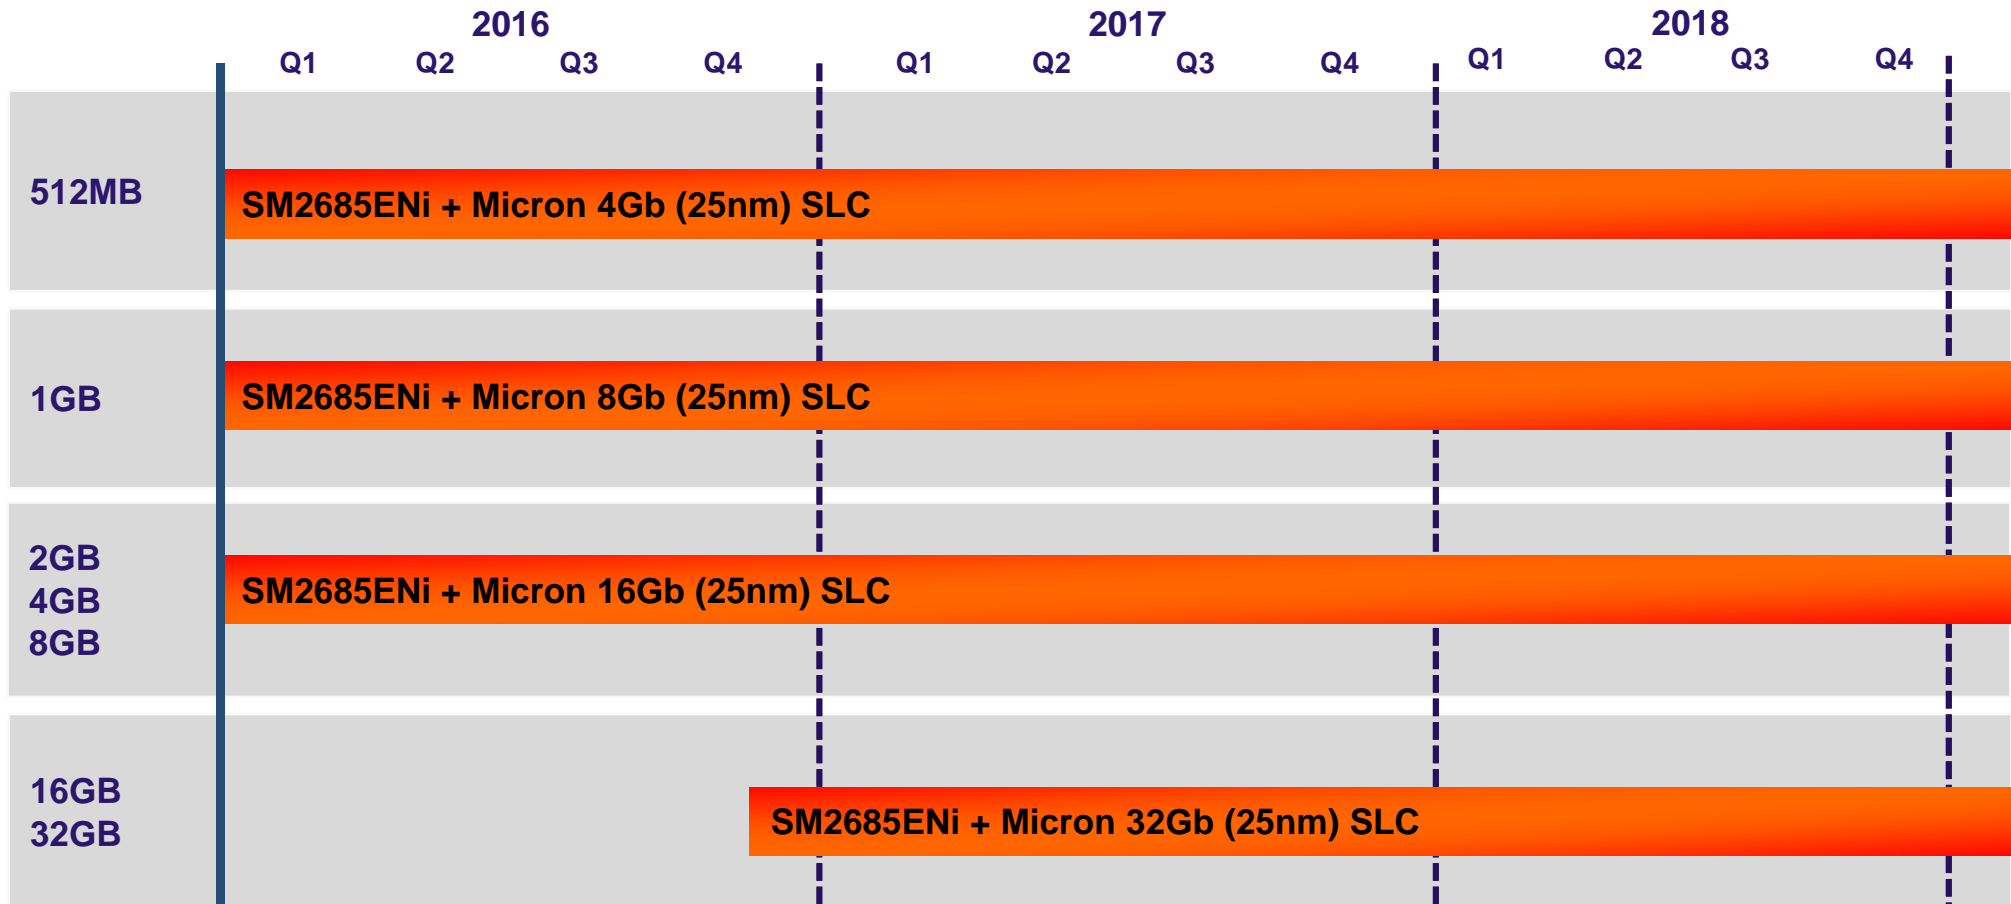 2016 2017 2018
Q1 Q2 Q3 Q4 Q1 Q2 Q3 Q4 Q1 Q2 Q3 Q4
512MB
SM2685ENi + Micron 4Gb (25nm) SLC
1GB
SM2685ENi + Micron 8Gb (25nm) SLC
2GB
4GB
8GB
SM2685ENi + Micron 16Gb (25nm) SLC
16GB
32GB
SM2685ENi + Micron 32Gb (25nm) SLC